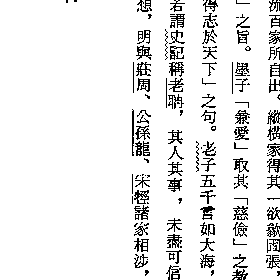 流百家所自出。縱橫家得其「欲歙固張
」之旨。墨子「兼愛」取其「慈儉」之教
得志於天下」之句。老子五千言如大海，
若謂史記稱老聃，其人其事，未盡可信
想，明與莊周、公孫龍、宋牼諸家相涉，